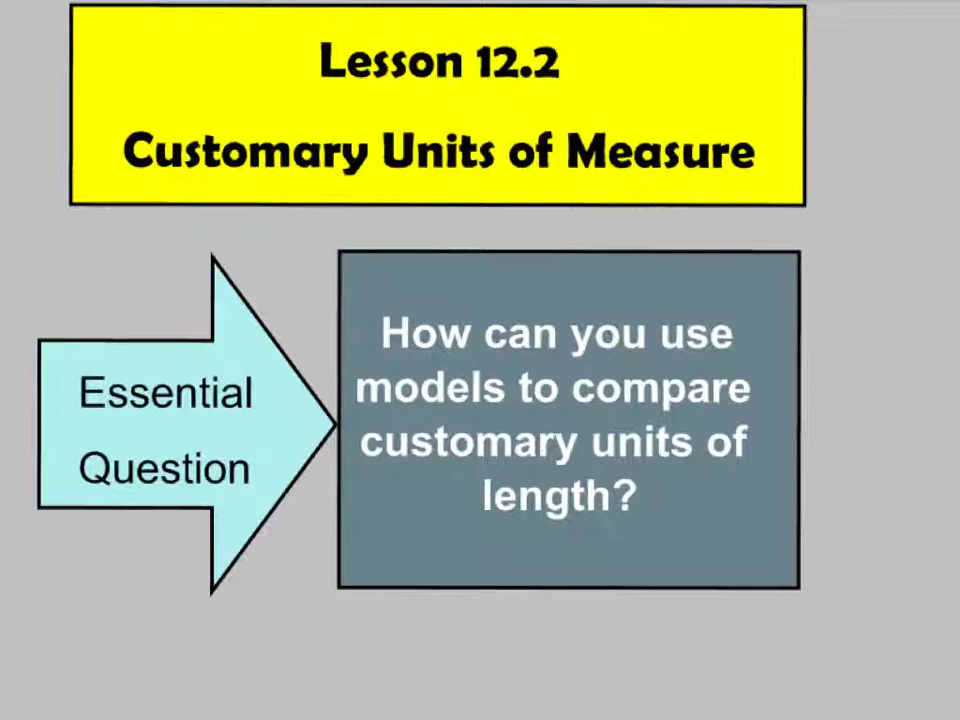 Lesson 12.2
Customary Units of Measure
Essential
Question
How can you use
models to compare
customary units of
length?